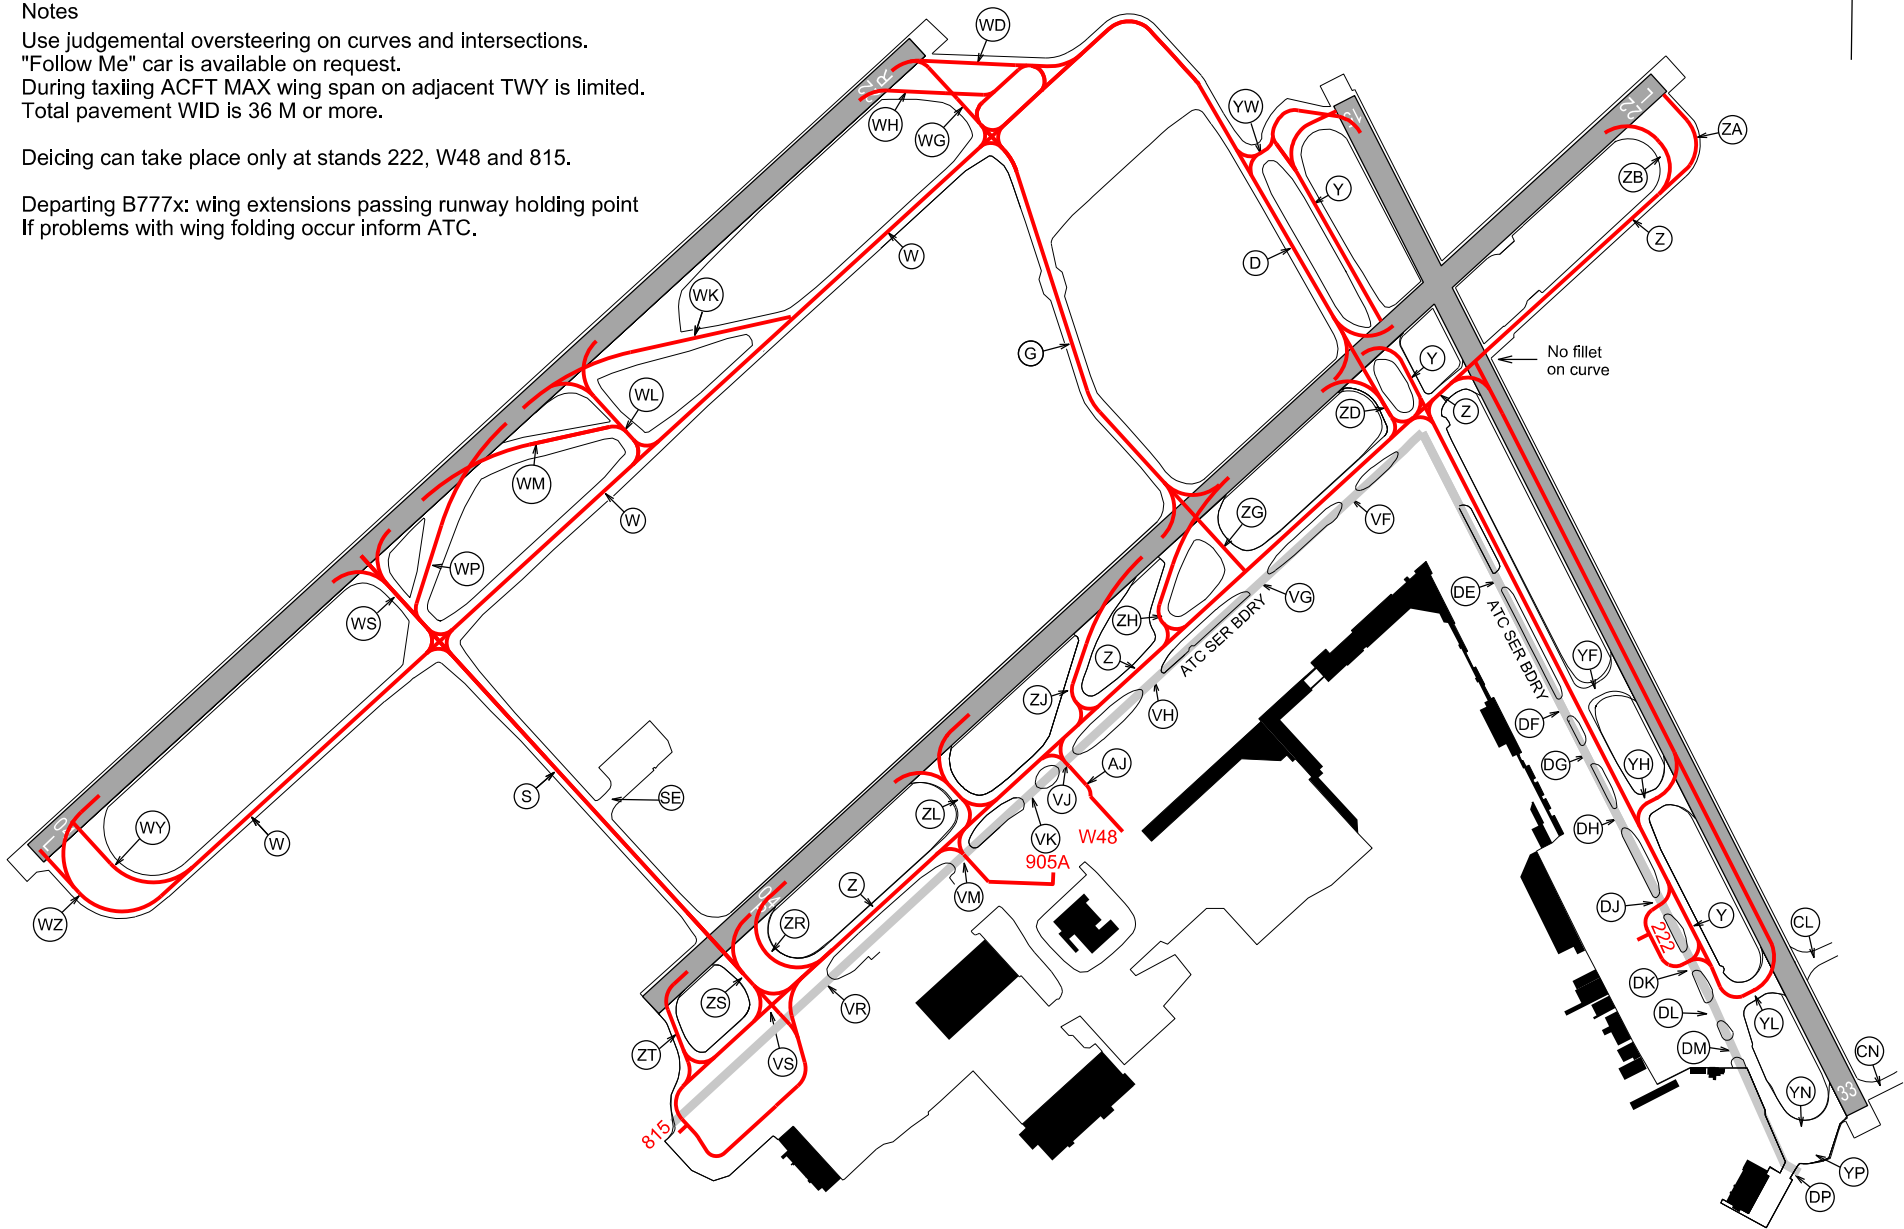 Notes
Use judgemental oversteering on curves and intersections.
"Follow Me" car is available on request.
During taxiing ACFT MAX wing span on adjacent TWY is limited.
Total pavement WID is 36 M or more.
Deicing can take place only at stands 222, W48 and 815.
Departing B777x: wing extensions passing runway holding point
If problems with wing folding occur inform ATC.
WD
22
R
WH
WG
YW
15
22
L
ZA
ZB
Y
Z
D
W
WK
G
No fillet
on curve
Y
WL
ZD
Z
WM
W
ZG
VF
WP
DE
VG
ATC SER BDRY
ATC SER BDRY
WS
ZH
Z
YF
ZJ
VH
DF
AJ
DG
YH
S
SE
VJ
ZL
W48
DH
04
L
WY
W
VK
905A
Z
VM
DJ
Y
222
CL
04
R
ZR
WZ
DK
ZS
VR
DL
YL
ZT
VS
DM
CN
YN
33
815
YP
DP